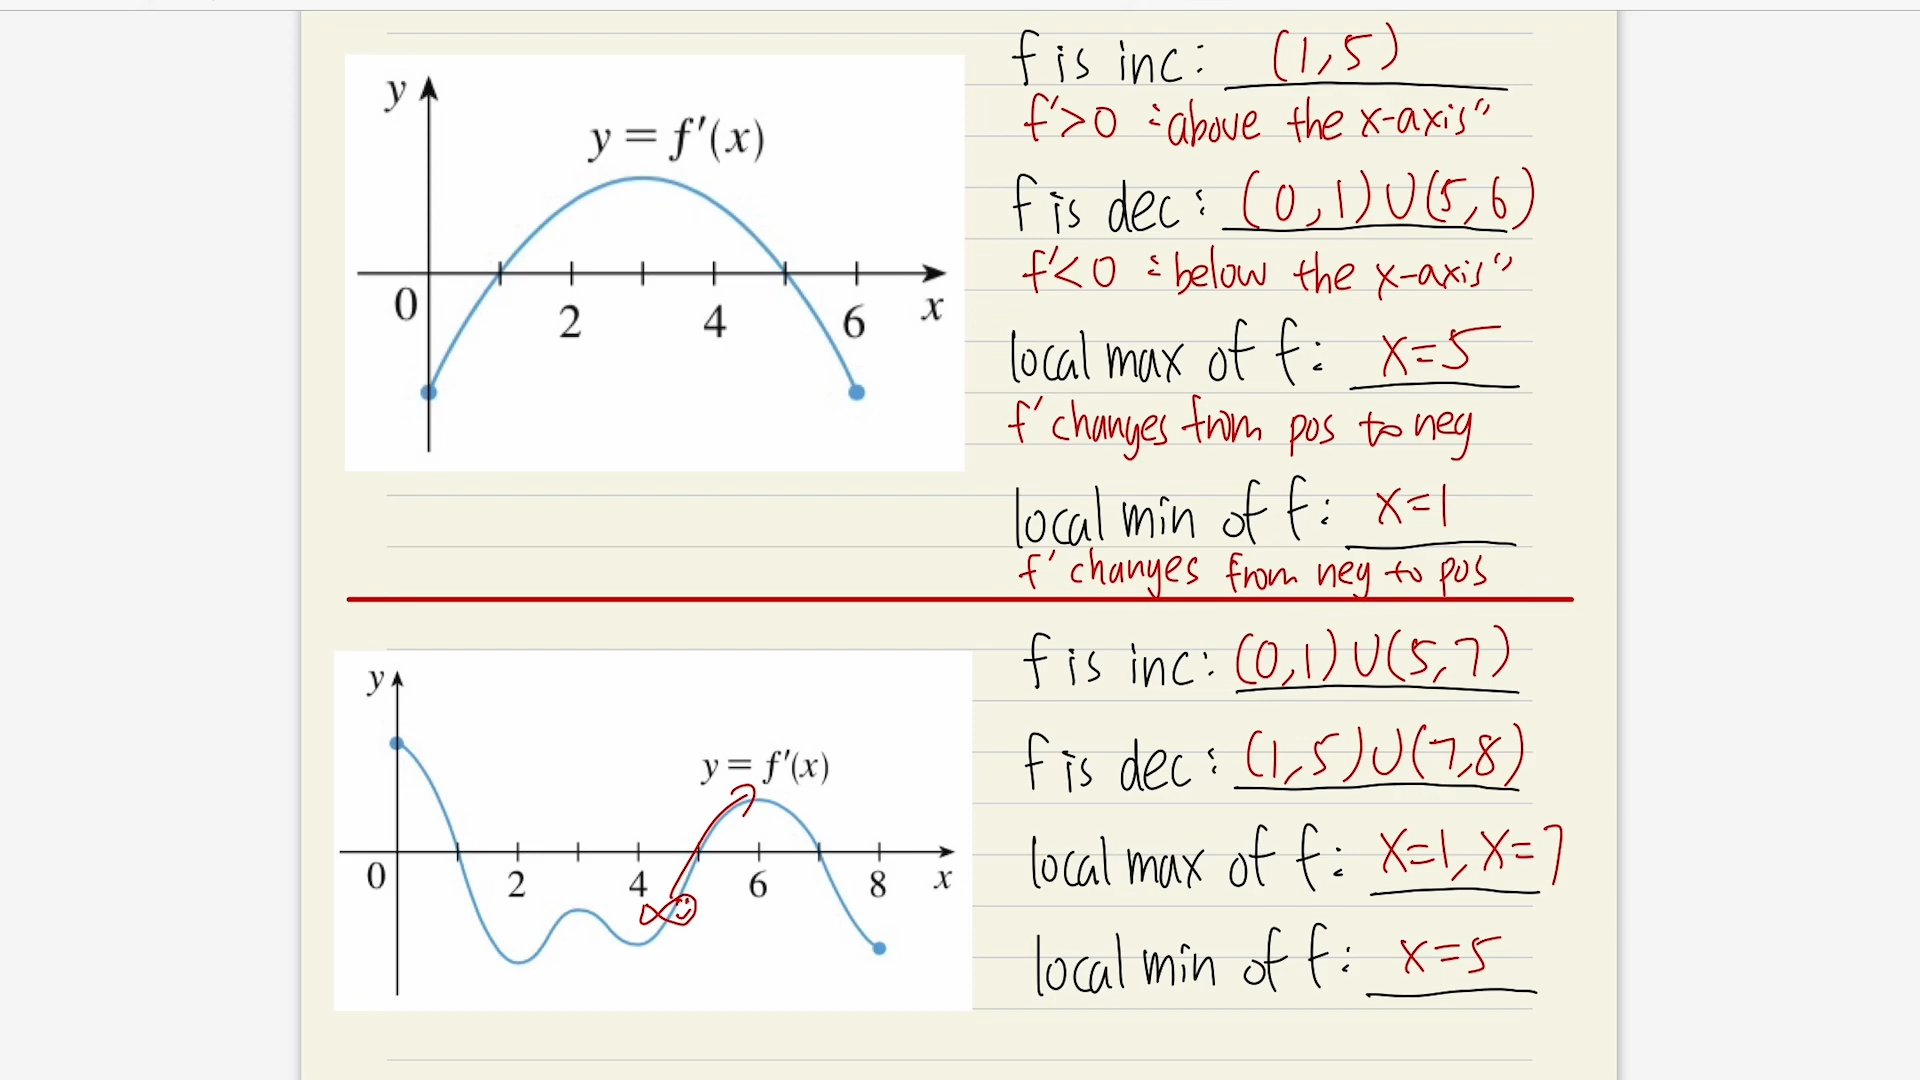 y
y = f'(x)
0
2
4
6
x
f is inc: (1,5)
f'>0 "above the x-axis"
f is dec: (0,1)∪(5,6)
f'<0 "below the x-axis"
local max of f: x=5
f' changes from pos to neg
local min of f: x=1
f' changes from neg to pos
y
y = f'(x)
0
2
4
6
8
x
f is inc: (0,1)∪(5,7)
f is dec: (1,5)∪(7,8)
local max of f: x=1, x=7
local min of f: x=5